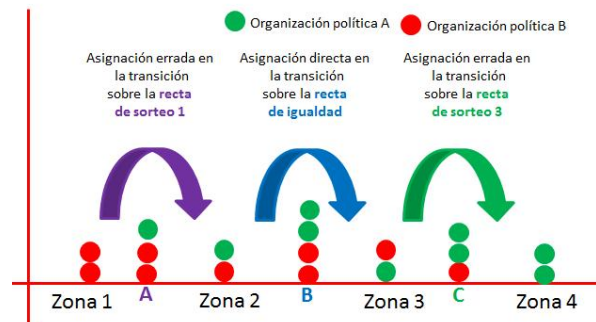 Organización política A
Organización política B
Asignación errada en
la transición
sobre la recta
de sorteo 1
Asignación directa en
la transición
sobre la recta
de igualdad
Asignación errada en
la transición
sobre la recta
de sorteo 3
Zona 1
A
Zona 2
B
Zona 3
C
Zona 4